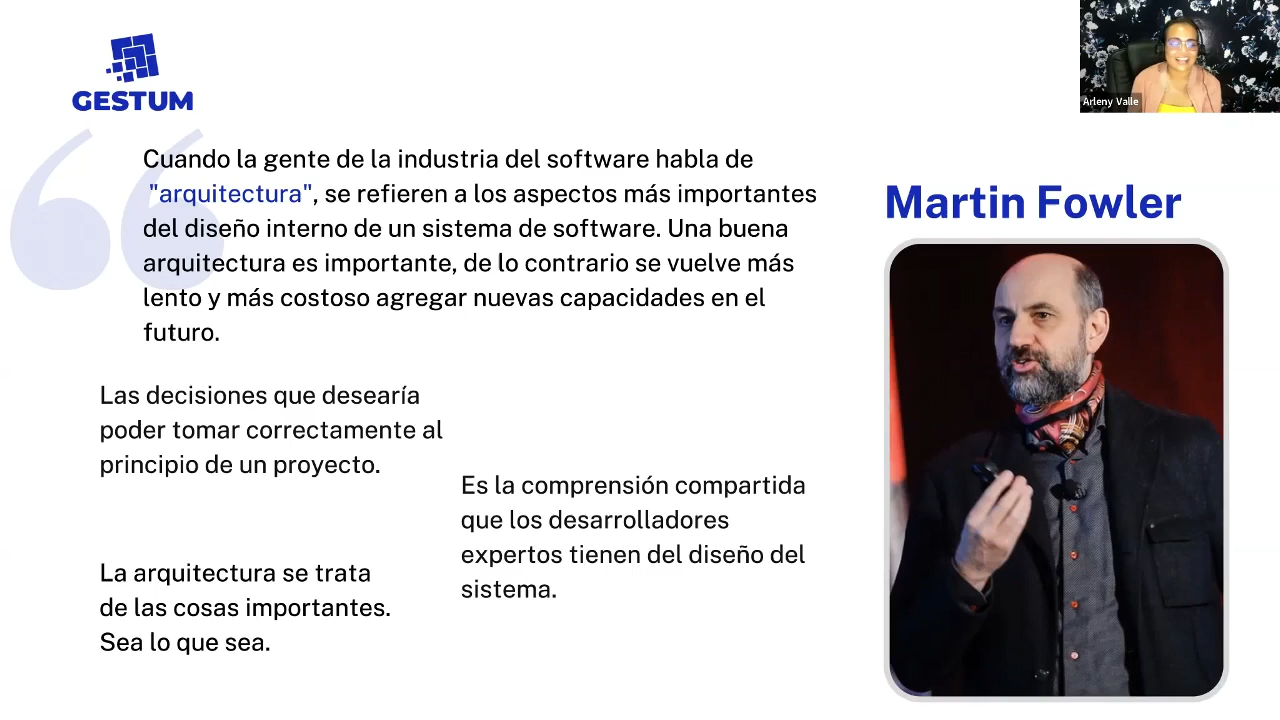 GESTUM
Arleny Valle
Cuando la gente de la industria del software habla de
"arquitectura", se refieren a los aspectos más importantes
del diseño interno de un sistema de software. Una buena
arquitectura es importante, de lo contrario se vuelve más
lento y más costoso agregar nuevas capacidades en el
futuro.
Martin Fowler
Las decisiones que desearía
poder tomar correctamente al
principio de un proyecto.
Es la comprensión compartida
que los desarrolladores
expertos tienen del diseño del
sistema.
La arquitectura se trata
de las cosas importantes.
Sea lo que sea.